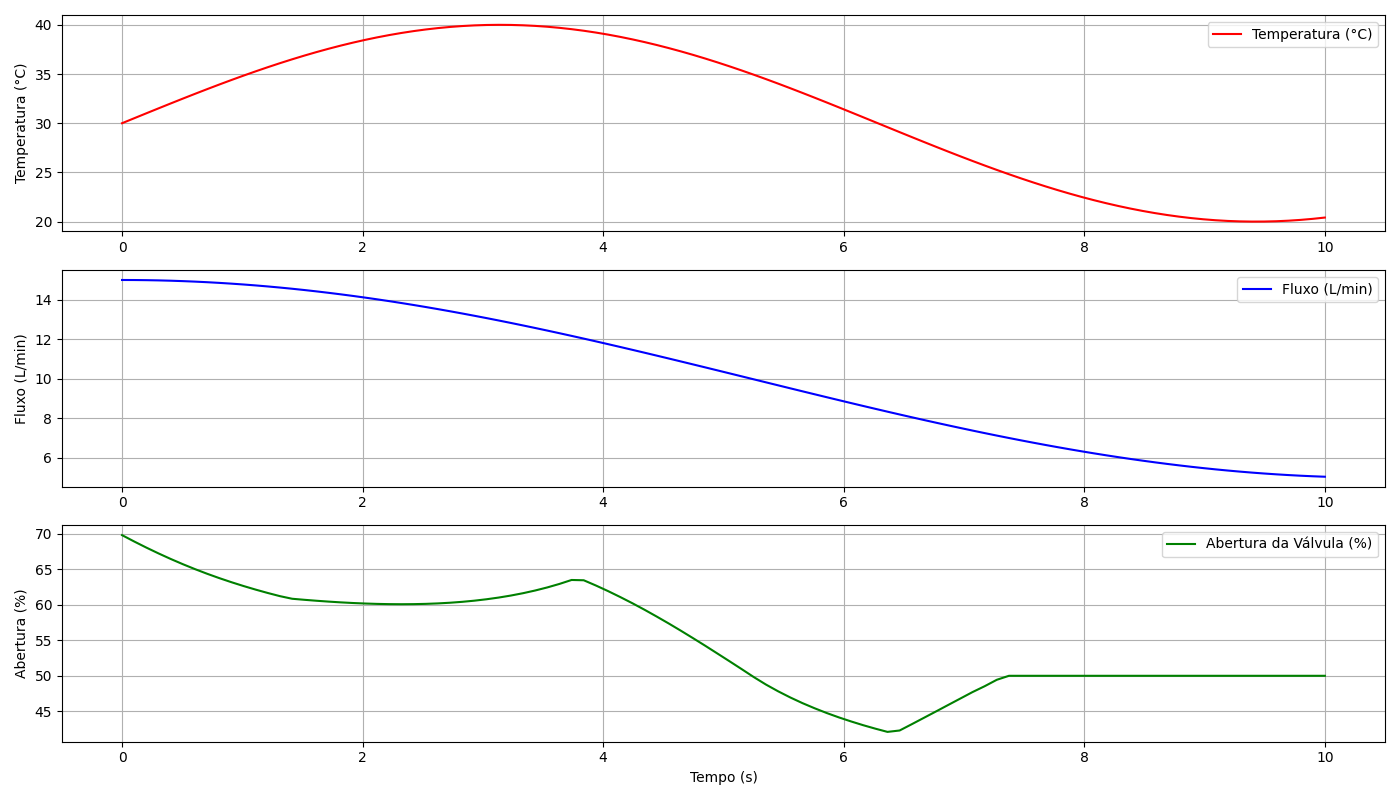 Temperatura (°C)
40
35
30
25
20
Temperatura (°C)
0 2 4 6 8 10
Fluxo (L/min)
14
12
10
8
6
Fluxo (L/min)
0 2 4 6 8 10
Abertura (%)
70
65
60
55
50
45
Abertura da Válvula (%)
0 2 4 6 8 10
Tempo (s)